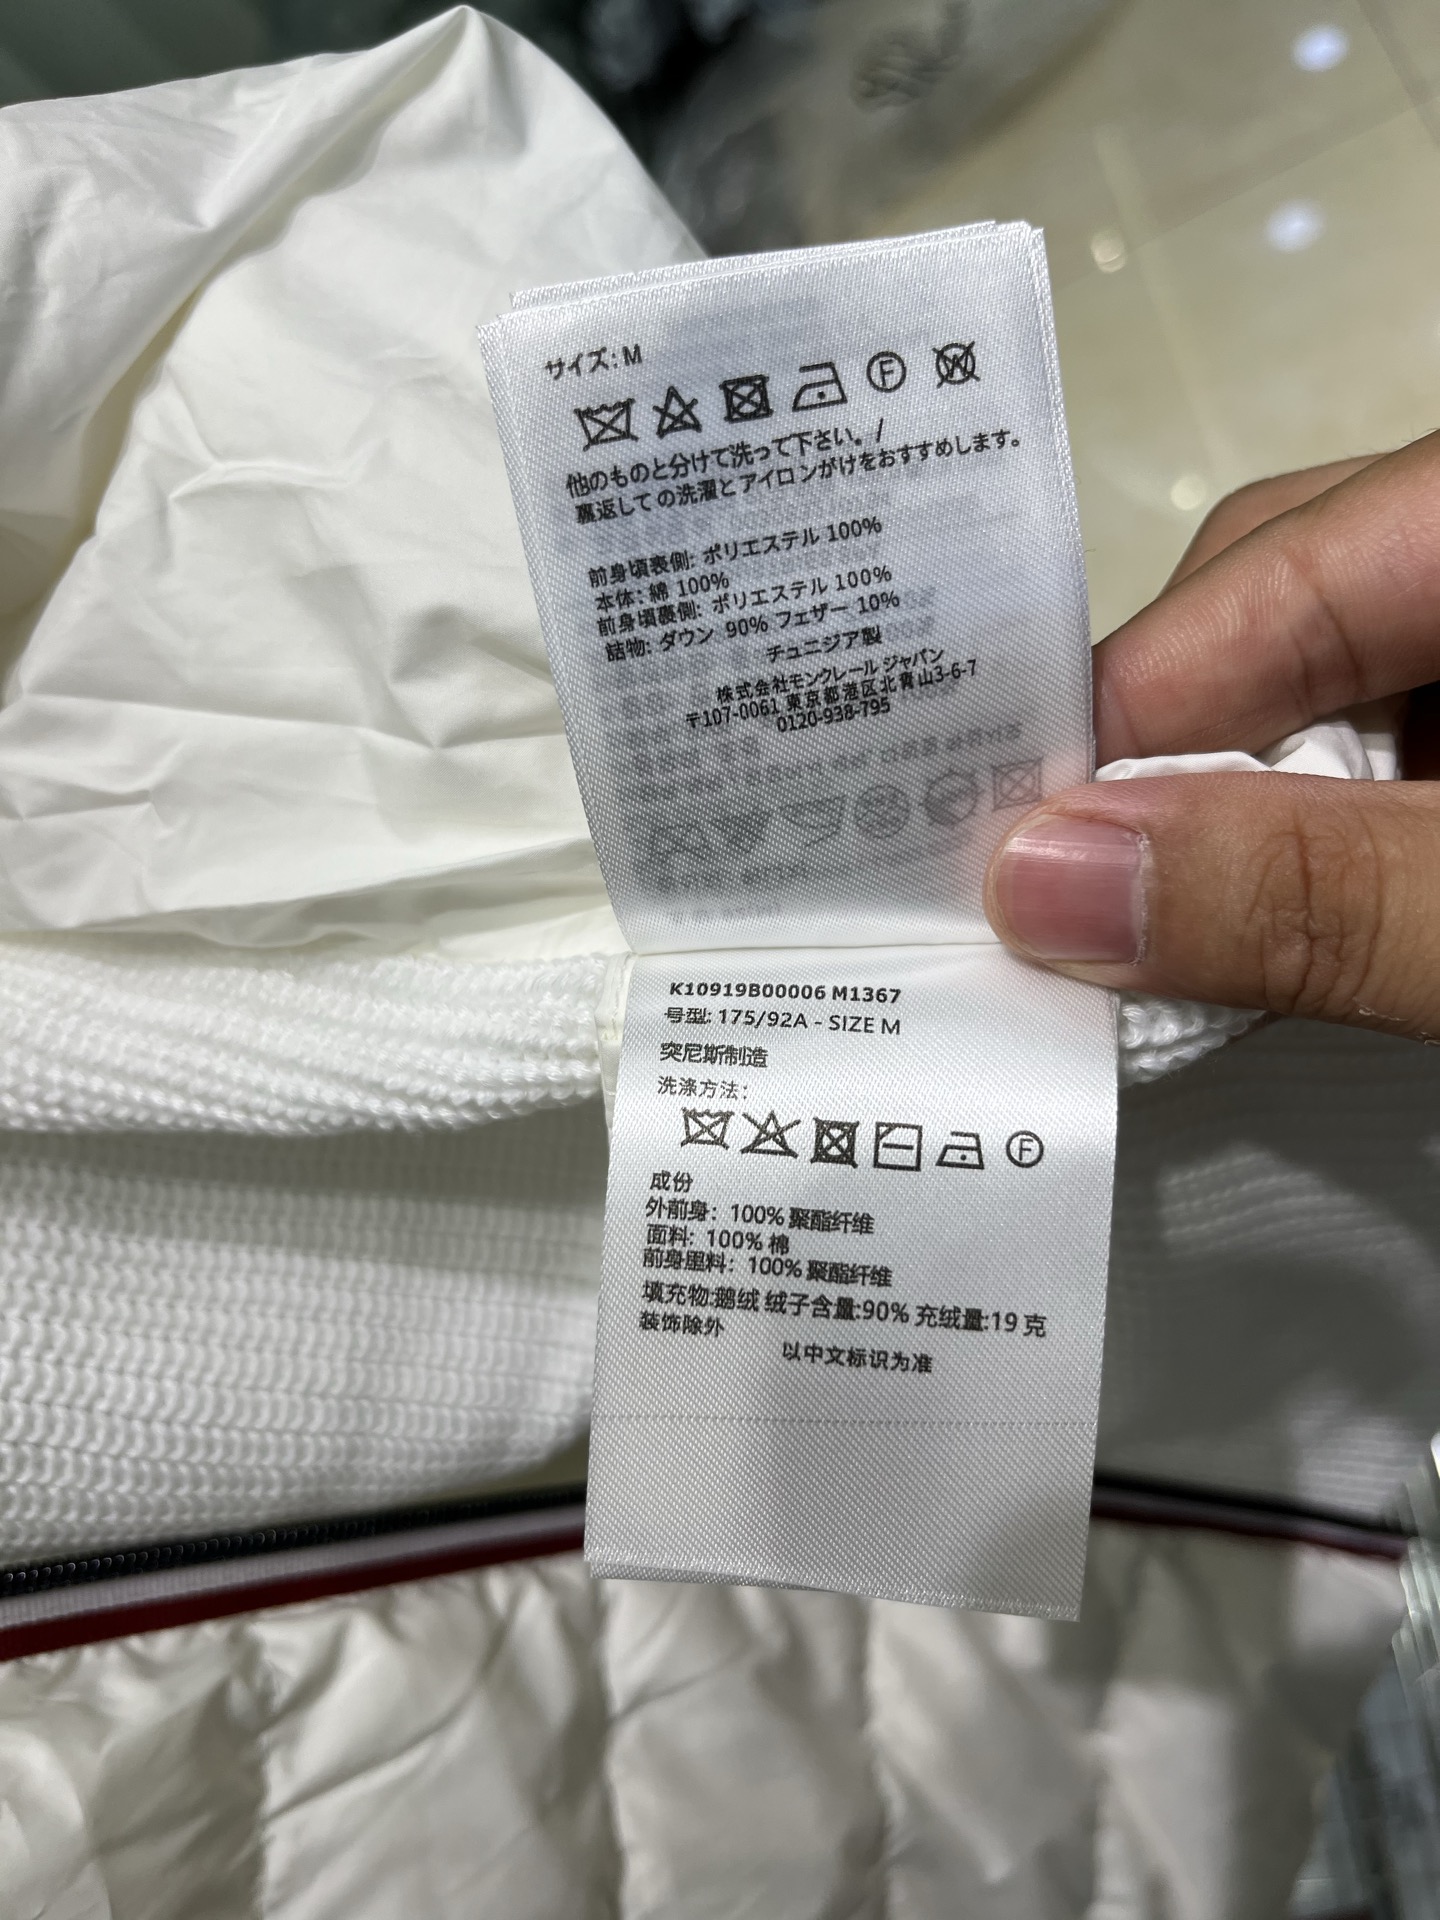 サイズ: M
他のものと分けて洗って下さい。/
裏返しての洗濯とアイロンがけをおすすめします。
前身頃表側: ポリエステル 100%
本体: 綿 100%
前身頃裏側: ポリエステル 100%
詰物: ダウン 90% フェザー 10%
チュニジア製
株式会社モンクレール ジャパン
〒107-0061 東京都港区北青山3-6-7
0120-938-795
K10919B00006 M1367
号型: 175/92A - SIZE M
突尼斯制造
洗涤方法:
成份
外前身: 100% 聚酯纤维
面料: 100% 棉
前身里料: 100% 聚酯纤维
填充物:鹅绒 绒子含量:90% 充绒量:19 克
装饰除外
以中文标识为准